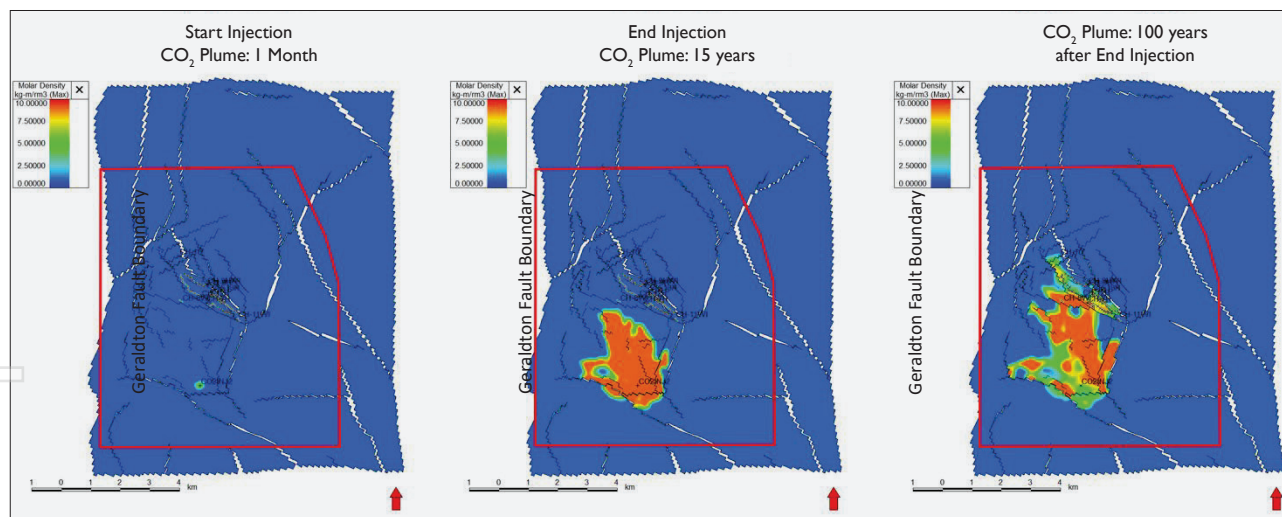 Start Injection
CO₂ Plume: 1 Month
Molar Density
kg-m/rm3 (Max)
10.00000
7.50000
5.00000
2.50000
0.00000
Geraldton Fault Boundary
1 0 1 2 3 4
km
End Injection
CO₂ Plume: 15 years
Molar Density
kg-m/rm3 (Max)
10.00000
7.50000
5.00000
2.50000
0.00000
Geraldton Fault Boundary
1 0 1 2 3 4
km
CO₂ Plume: 100 years
after End Injection
Molar Density
kg-m/rm3 (Max)
10.00000
7.50000
5.00000
2.50000
0.00000
Geraldton Fault Boundary
1 0 1 2 3 4
km